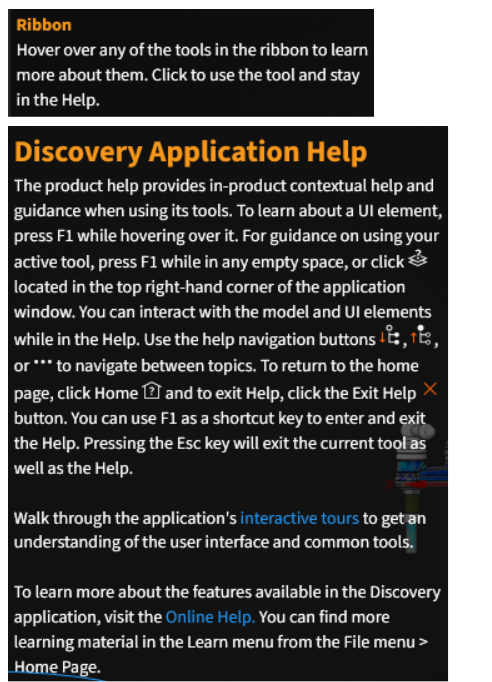 Ribbon
Hover over any of the tools in the ribbon to learn
more about them. Click to use the tool and stay
in the Help.
Discovery Application Help
The product help provides in-product contextual help and
guidance when using its tools. To learn about a UI element,
press F1 while hovering over it. For guidance on using your
active tool, press F1 while in any empty space, or click
located in the top right-hand corner of the application
window. You can interact with the model and UI elements
while in the Help. Use the help navigation buttons , ,
or ••• to navigate between topics. To return to the home
page, click Home and to exit Help, click the Exit Help
button. You can use F1 as a shortcut key to enter and exit
the Help. Pressing the Esc key will exit the current tool as
well as the Help.
Walk through the application's interactive tours to get an
understanding of the user interface and common tools.
To learn more about the features available in the Discovery
application, visit the Online Help. You can find more
learning material in the Learn menu from the File menu >
Home Page.